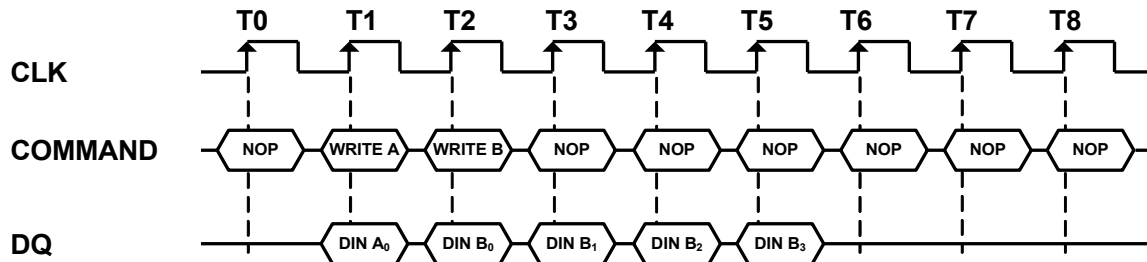 T0 T1 T2 T3 T4 T5 T6 T7 T8
CLK
COMMAND NOP WRITE A WRITE B NOP NOP NOP NOP NOP NOP
DQ DIN A₀ DIN B₀ DIN B₁ DIN B₂ DIN B₃